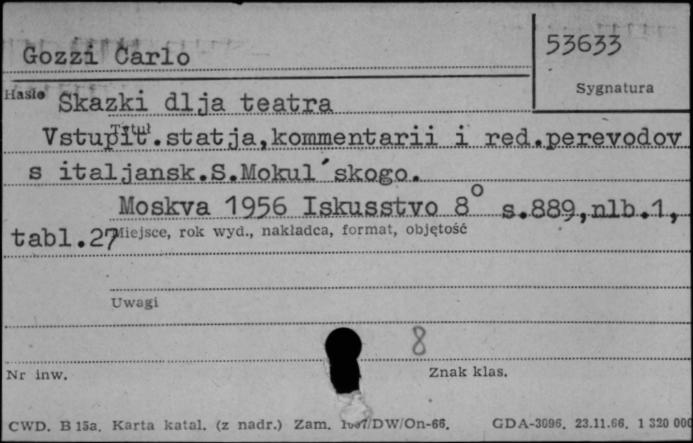 Gozzi Carlo
53633
Hasło
Sygnatura
Skazki dlja teatra
Tytuł
Vstupit.statja,kommentarii i red.perevodov
s italjansk.S.Mokul´skogo.
Moskva 1956 Iskusstvo 8° s.889,nlb.1,
tabl.27
Miejsce, rok wyd., nakładca, format, objętość
Uwagi
8
Nr inw.
Znak klas.
CWD. B 15a. Karta katal. (z nadr.) Zam. /DW/On-66. GDA-3096. 23.11.66. 1 320 000